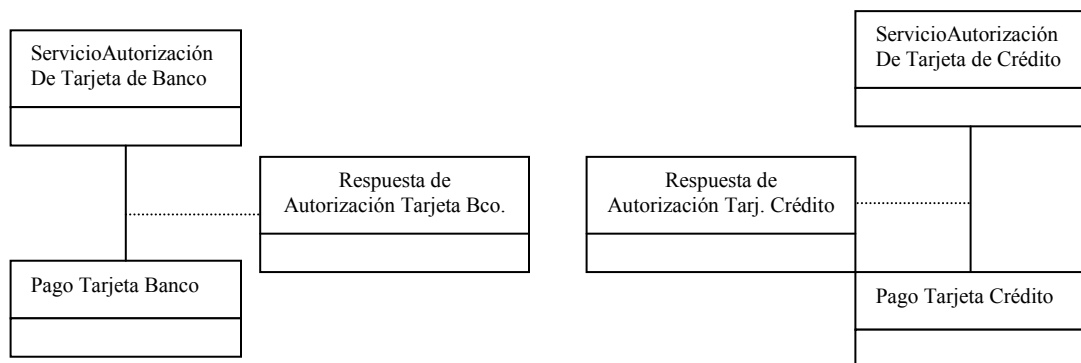 ServicioAutorización
De Tarjeta de Banco
ServicioAutorización
De Tarjeta de Crédito
Respuesta de
Autorización Tarjeta Bco.
Respuesta de
Autorización Tarj. Crédito
Pago Tarjeta Banco
Pago Tarjeta Crédito